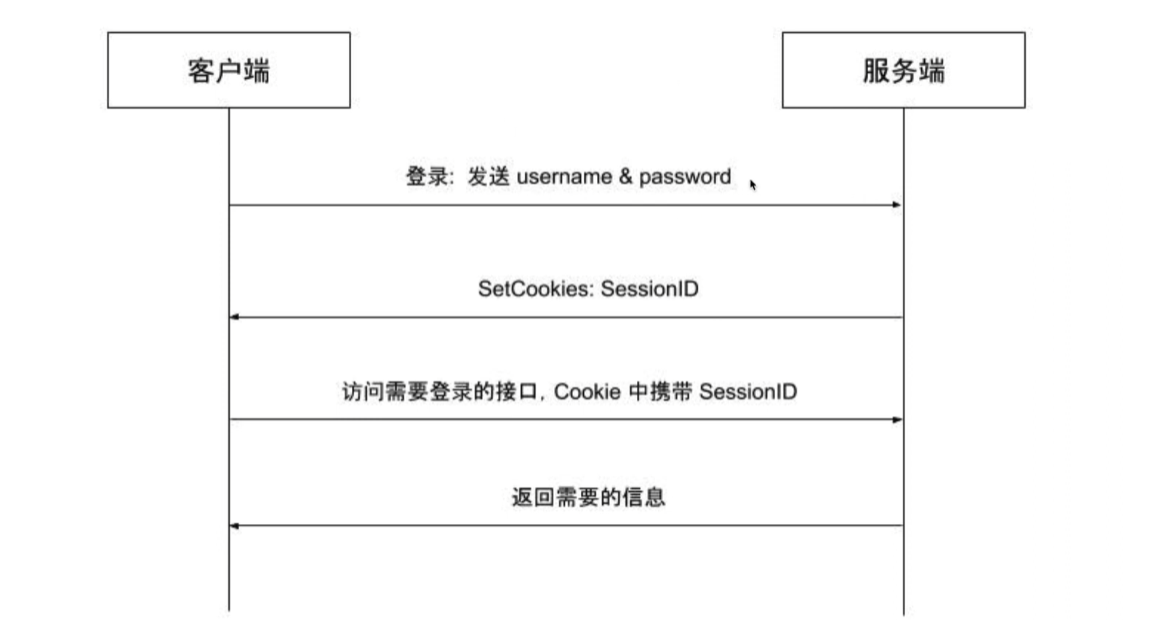 客户端
服务端
登录: 发送 username & password
SetCookies: SessionID
访问需要登录的接口, Cookie 中携带 SessionID
返回需要的信息